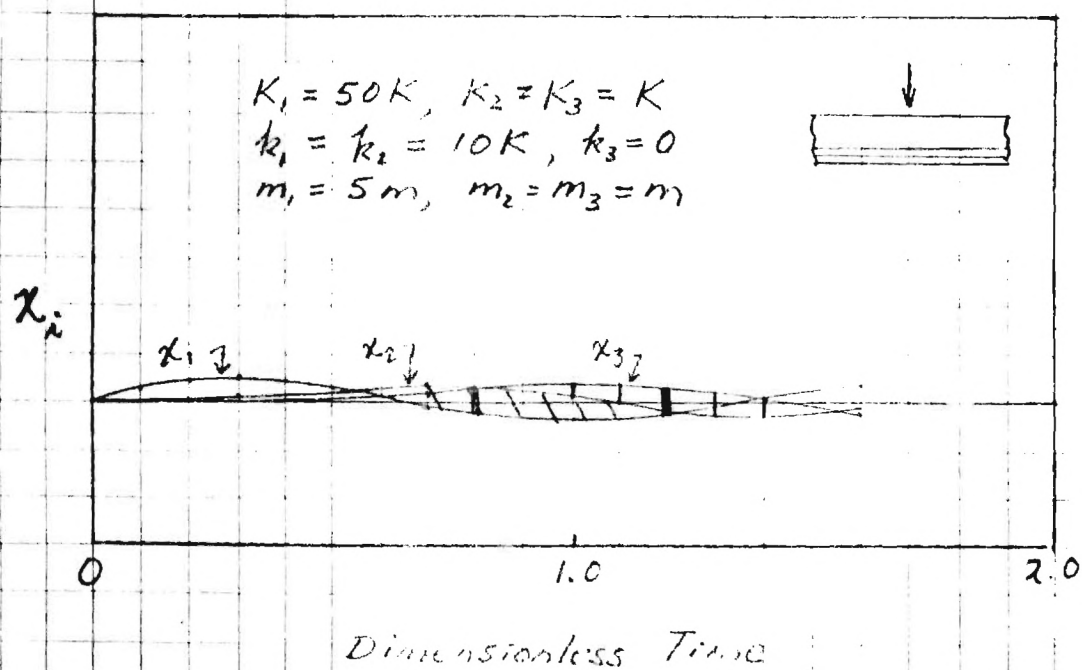 K₁ = 50K, K₂ = K₃ = K
k₁ = k₂ = 10K, k₃ = 0
m₁ = 5m, m₂ = m₃ = m
xᵢ
x₁ x₂ x₃
0 1.0 2.0
Dimensionless Time